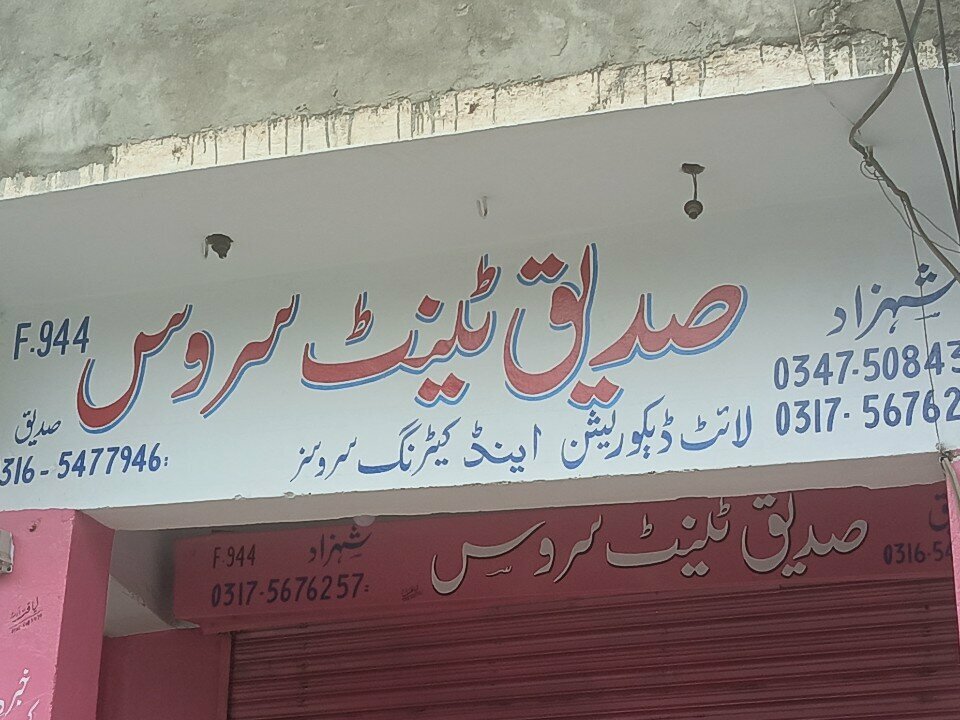 صدیق ٹینٹ سروس
F.944
شہزاد
0347-50843
0317-56762
صدیق
316-5477946:
لائٹ ڈیکوریشن اینڈ کیٹرنگ سروسز
صدیق ٹینٹ سروس
F.944
شہزاد
0317-5676257:
0316-54